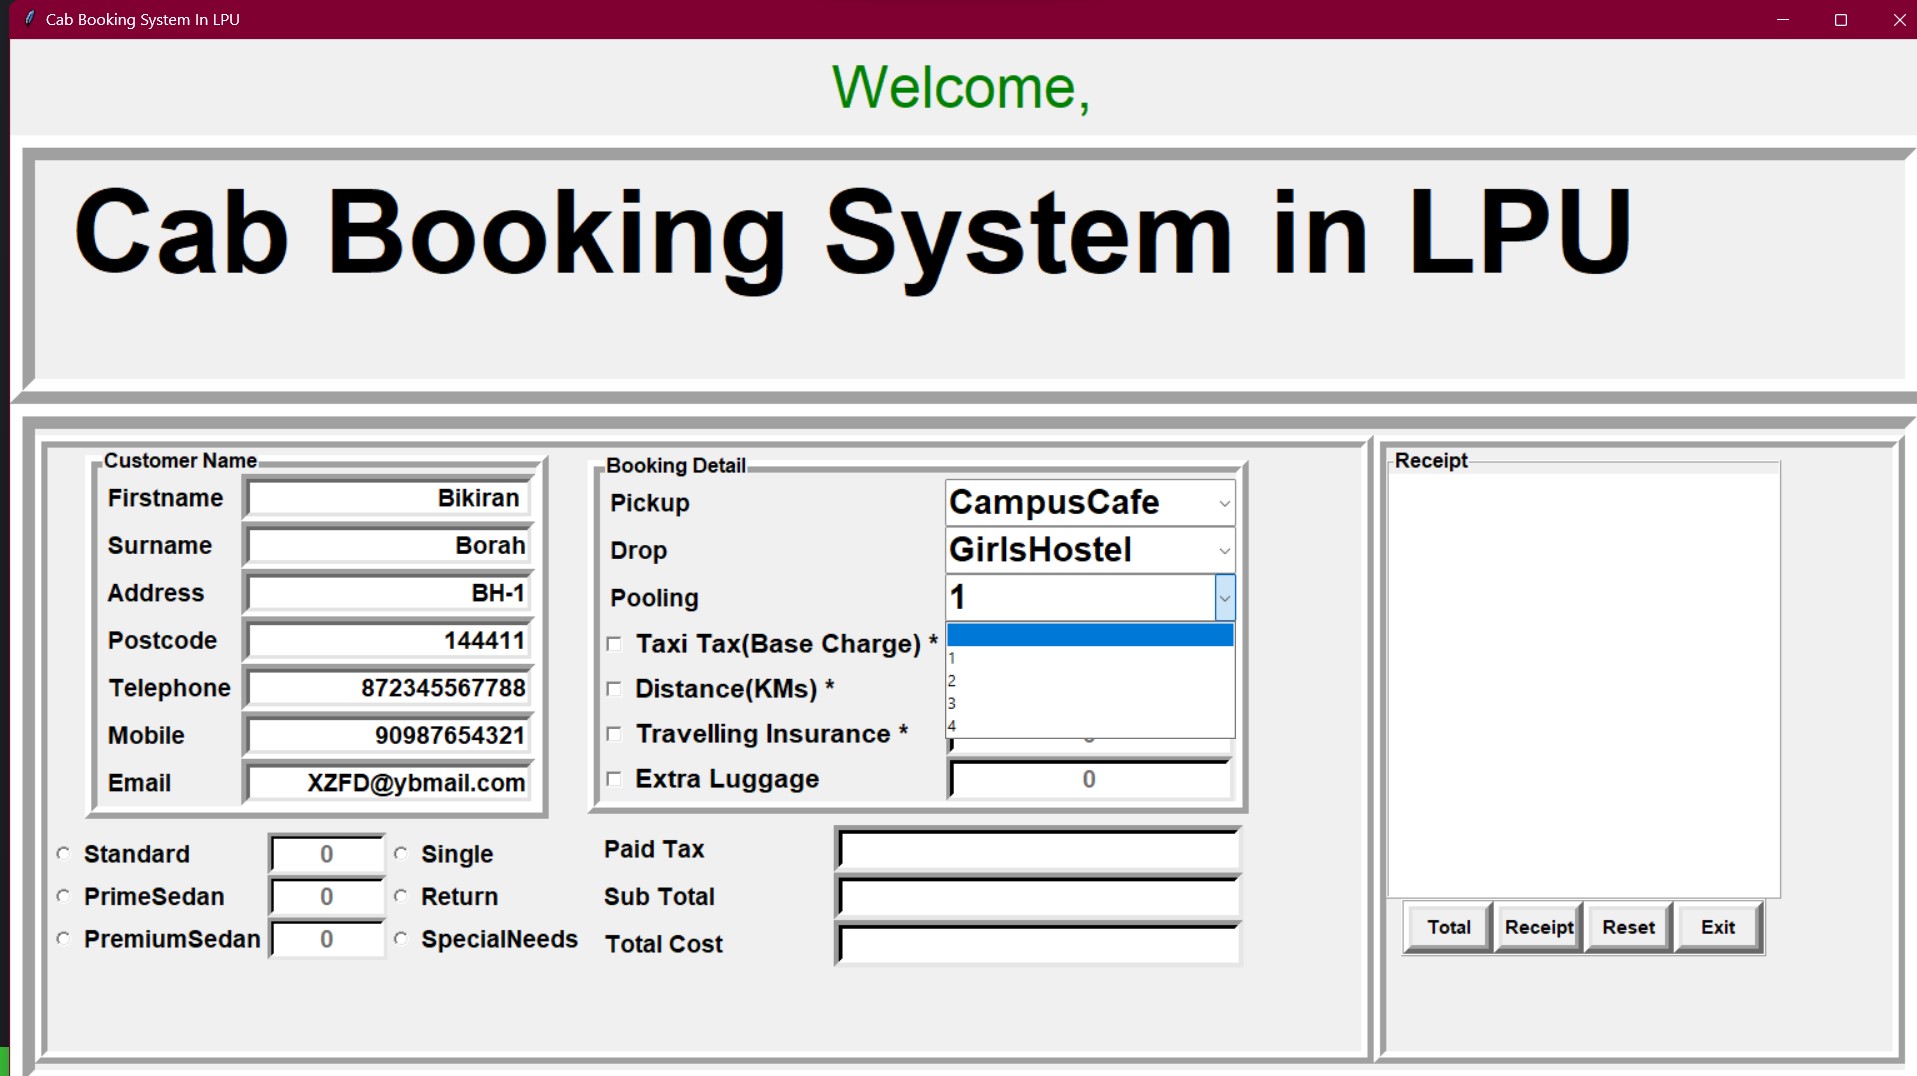 Cab Booking System In LPU
Welcome,
Cab Booking System in LPU
Customer Name
Firstname Bikiran
Surname Borah
Address BH-1
Postcode 144411
Telephone 872345567788
Mobile 90987654321
Email XZFD@ybmail.com
Booking Detail
Pickup CampusCafe
Drop GirlsHostel
Pooling 1
1
2
3
4
Taxi Tax(Base Charge) *
Distance(KMs) *
Travelling Insurance *
Extra Luggage 0
Standard 0 Single
PrimeSedan 0 Return
PremiumSedan 0 SpecialNeeds
Paid Tax
Sub Total
Total Cost
Receipt
Total Receipt Reset Exit